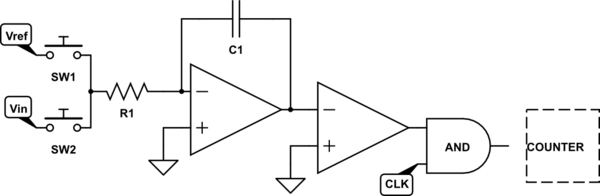 Vref
SW1
Vin
SW2
R1
C1
−
+
−
+
AND
CLK
COUNTER